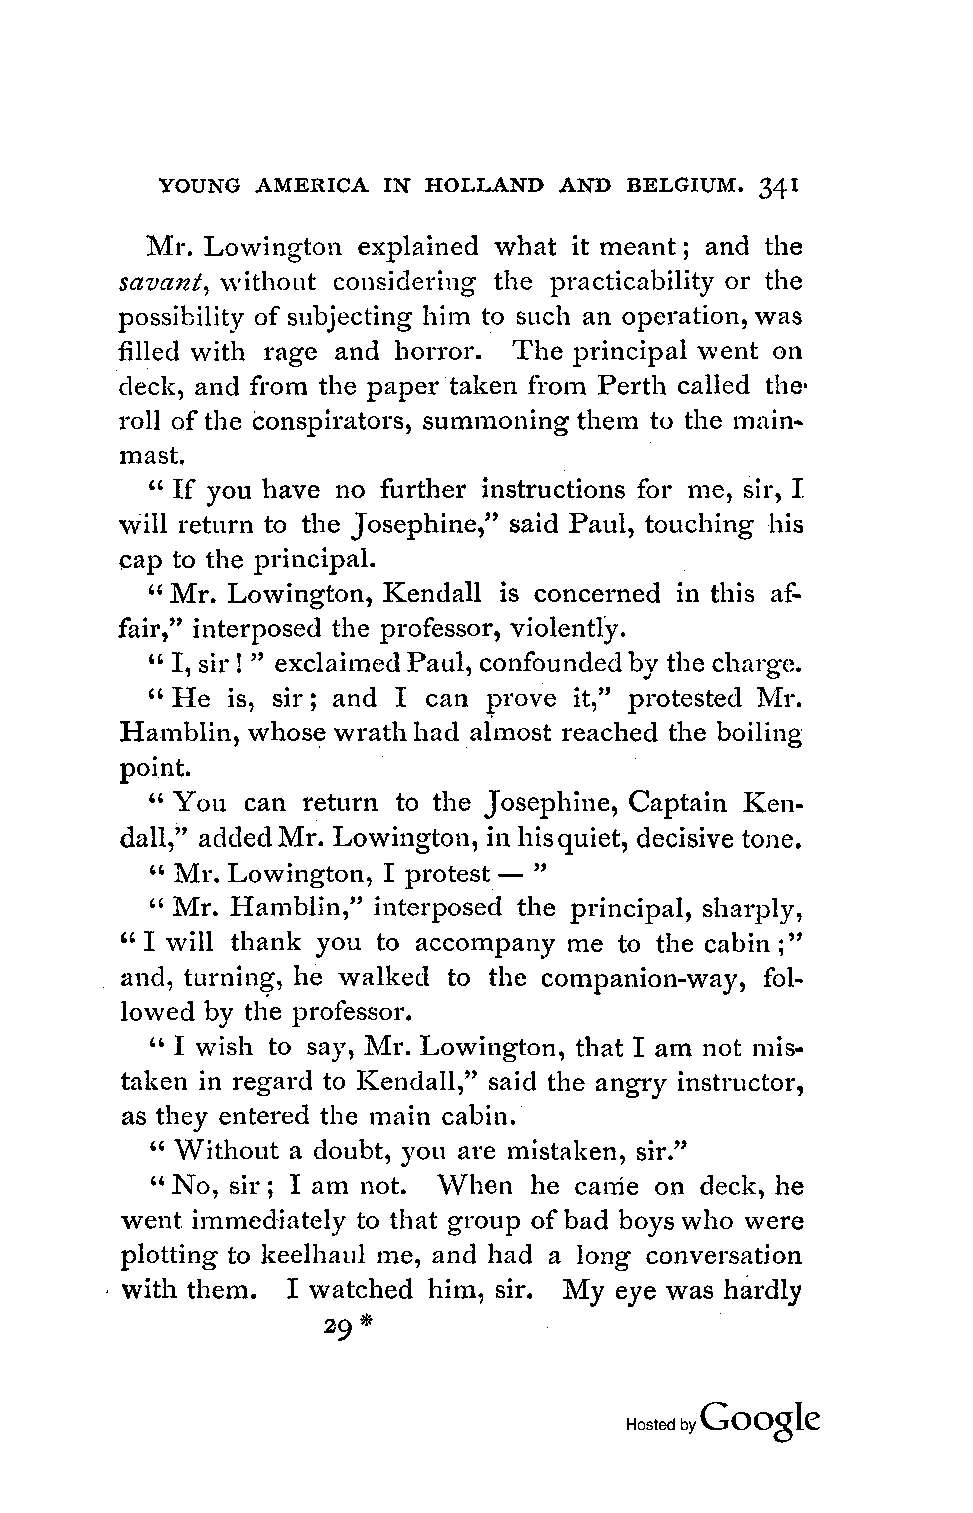 YOUNG AMERICA IN HOLLAND AND BELGIUM. 341
Mr. Lowington explained what it meant; and the
savant, without considering the practicability or the
possibility of subjecting him to such an operation, was
filled with rage and horror. The principal went on
deck, and from the paper taken from Perth called the
roll of the conspirators, summoning them to the main-
mast.
“ If you have no further instructions for me, sir, I
will return to the Josephine,” said Paul, touching his
cap to the principal.
“ Mr. Lowington, Kendall is concerned in this af-
fair,” interposed the professor, violently.
“ I, sir ! ” exclaimed Paul, confounded by the charge.
“ He is, sir; and I can prove it,” protested Mr.
Hamblin, whose wrath had almost reached the boiling
point.
“ You can return to the Josephine, Captain Ken-
dall,” added Mr. Lowington, in his quiet, decisive tone.
“ Mr. Lowington, I protest — ”
“ Mr. Hamblin,” interposed the principal, sharply,
“ I will thank you to accompany me to the cabin ;”
and, turning, he walked to the companion-way, fol-
lowed by the professor.
“ I wish to say, Mr. Lowington, that I am not mis-
taken in regard to Kendall,” said the angry instructor,
as they entered the main cabin.
“ Without a doubt, you are mistaken, sir.”
“ No, sir ; I am not. When he came on deck, he
went immediately to that group of bad boys who were
plotting to keelhaul me, and had a long conversation
with them. I watched him, sir. My eye was hardly
29 *
Hosted by Google